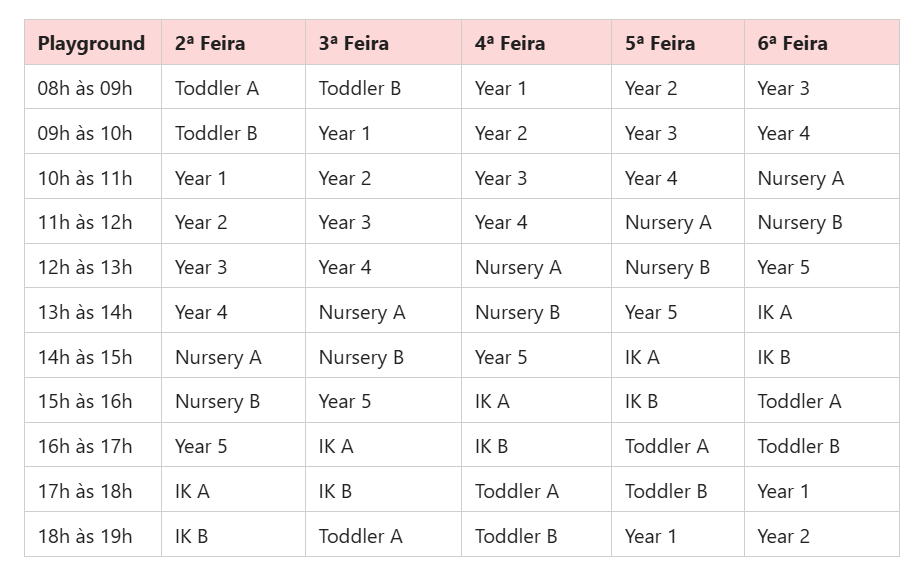 Playground 2ª Feira 3ª Feira 4ª Feira 5ª Feira 6ª Feira
08h às 09h Toddler A Toddler B Year 1 Year 2 Year 3
09h às 10h Toddler B Year 1 Year 2 Year 3 Year 4
10h às 11h Year 1 Year 2 Year 3 Year 4 Nursery A
11h às 12h Year 2 Year 3 Year 4 Nursery A Nursery B
12h às 13h Year 3 Year 4 Nursery A Nursery B Year 5
13h às 14h Year 4 Nursery A Nursery B Year 5 IK A
14h às 15h Nursery A Nursery B Year 5 IK A IK B
15h às 16h Nursery B Year 5 IK A IK B Toddler A
16h às 17h Year 5 IK A IK B Toddler A Toddler B
17h às 18h IK A IK B Toddler A Toddler B Year 1
18h às 19h IK B Toddler A Toddler B Year 1 Year 2